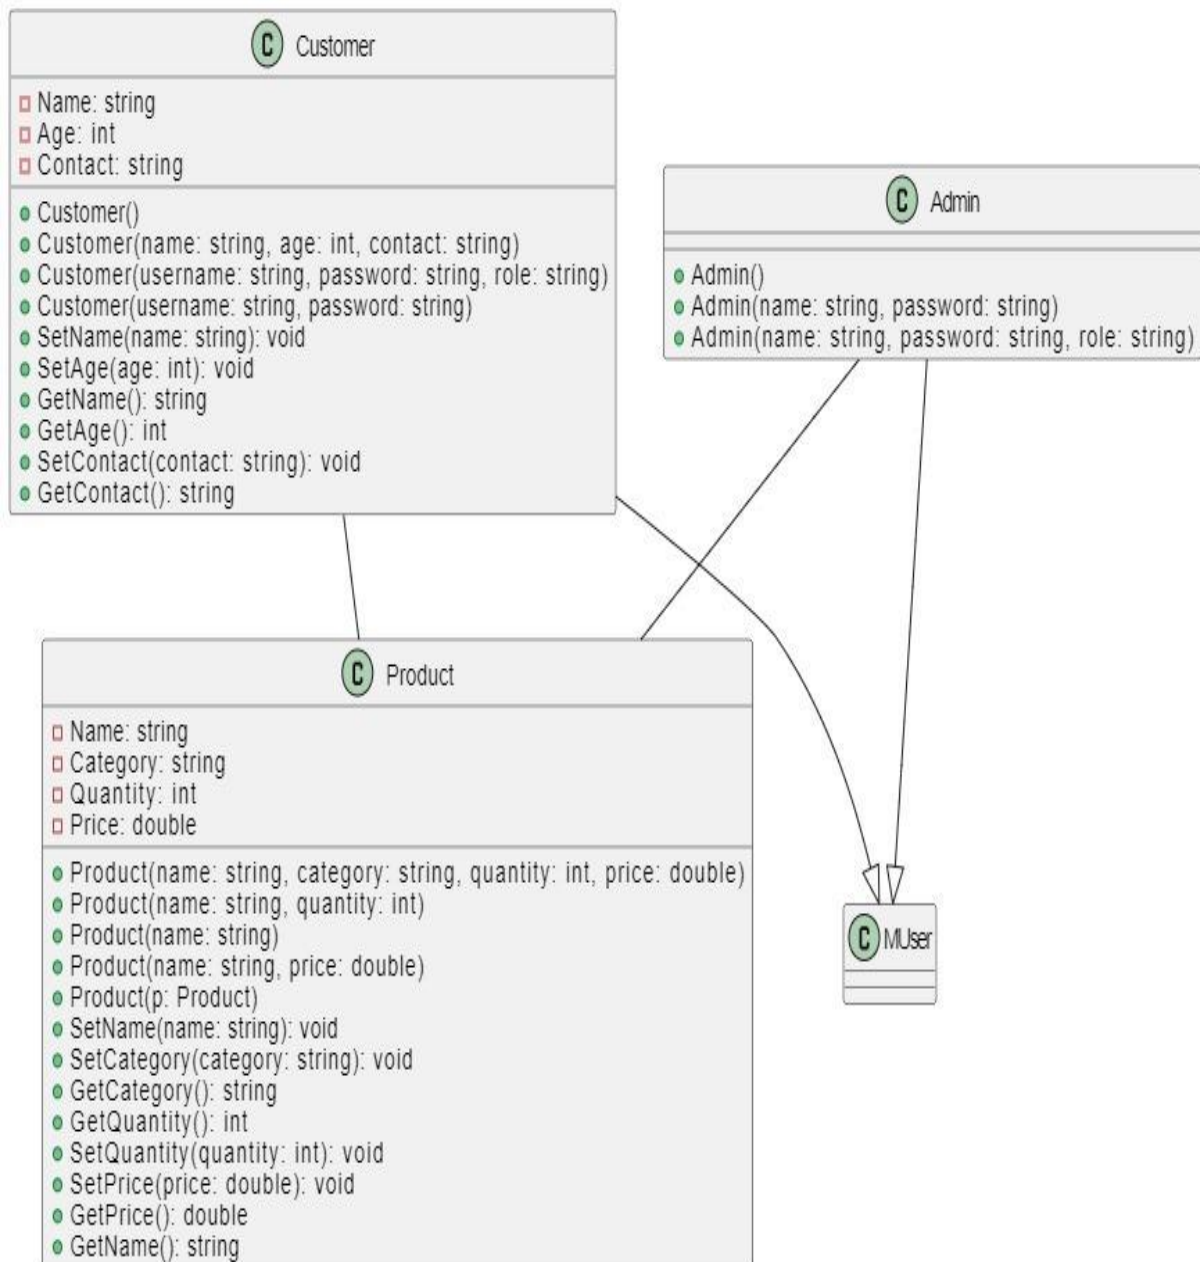 C Customer
Name: string
Age: int
Contact: string
Customer()
Customer(name: string, age: int, contact: string)
Customer(username: string, password: string, role: string)
Customer(username: string, password: string)
SetName(name: string): void
SetAge(age: int): void
GetName(): string
GetAge(): int
SetContact(contact: string): void
GetContact(): string
C Admin
Admin()
Admin(name: string, password: string)
Admin(name: string, password: string, role: string)
C Product
Name: string
Category: string
Quantity: int
Price: double
Product(name: string, category: string, quantity: int, price: double)
Product(name: string, quantity: int)
Product(name: string)
Product(name: string, price: double)
Product(p: Product)
SetName(name: string): void
SetCategory(category: string): void
GetCategory(): string
GetQuantity(): int
SetQuantity(quantity: int): void
SetPrice(price: double): void
GetPrice(): double
GetName(): string
C MUser